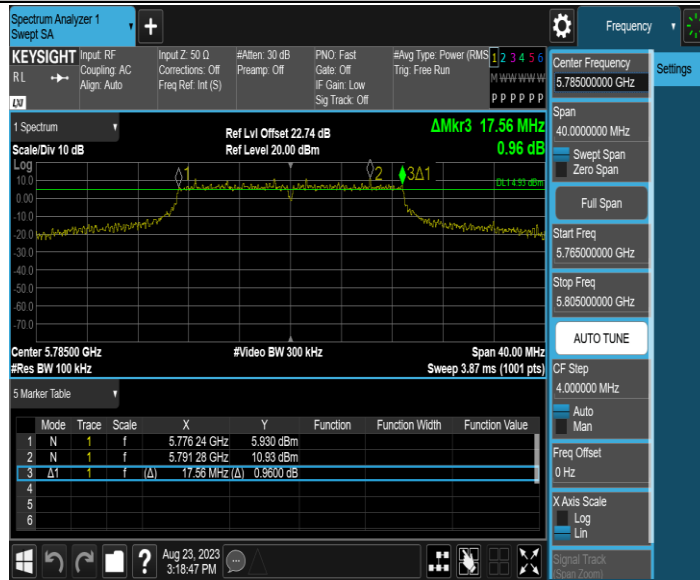 Spectrum Analyzer 1
Swept SA
+
Frequency
KEYSIGHT
RL
LXI
Input: RF
Coupling: AC
Align: Auto
Input Z: 50 Ω
Corrections: Off
Freq Ref: Int (S)
#Atten: 30 dB
Preamp: Off
PNO: Fast
Gate: Off
IF Gain: Low
Sig Track: Off
#Avg Type: Power (RMS
Trig: Free Run
1 2 3 4 5 6
M W W W W W
P P P P P P
1 Spectrum
Scale/Div 10 dB
Ref Lvl Offset 22.74 dB
Ref Level 20.00 dBm
ΔMkr3 17.56 MHz
0.96 dB
Log
10.0
0.00
-10.0
-20.0
-30.0
-40.0
-50.0
-60.0
-70.0
1
2
3Δ1
DL1 4.93 dBm
Center 5.78500 GHz
#Res BW 100 kHz
#Video BW 300 kHz
Span 40.00 MHz
Sweep 3.87 ms (1001 pts)
5 Marker Table
Mode Trace Scale X Y Function Function Width Function Value
1 N 1 f 5.776 24 GHz 5.930 dBm
2 N 1 f 5.791 28 GHz 10.93 dBm
3 Δ1 1 f (Δ) 17.56 MHz (Δ) 0.9600 dB
4
5
6
Aug 23, 2023
3:18:47 PM
?
Settings
Center Frequency
5.785000000 GHz
Span
40.0000000 MHz
Swept Span
Zero Span
Full Span
Start Freq
5.765000000 GHz
Stop Freq
5.805000000 GHz
AUTO TUNE
CF Step
4.000000 MHz
Auto
Man
Freq Offset
0 Hz
X Axis Scale
Log
Lin
Signal Track
(Span Zoom)